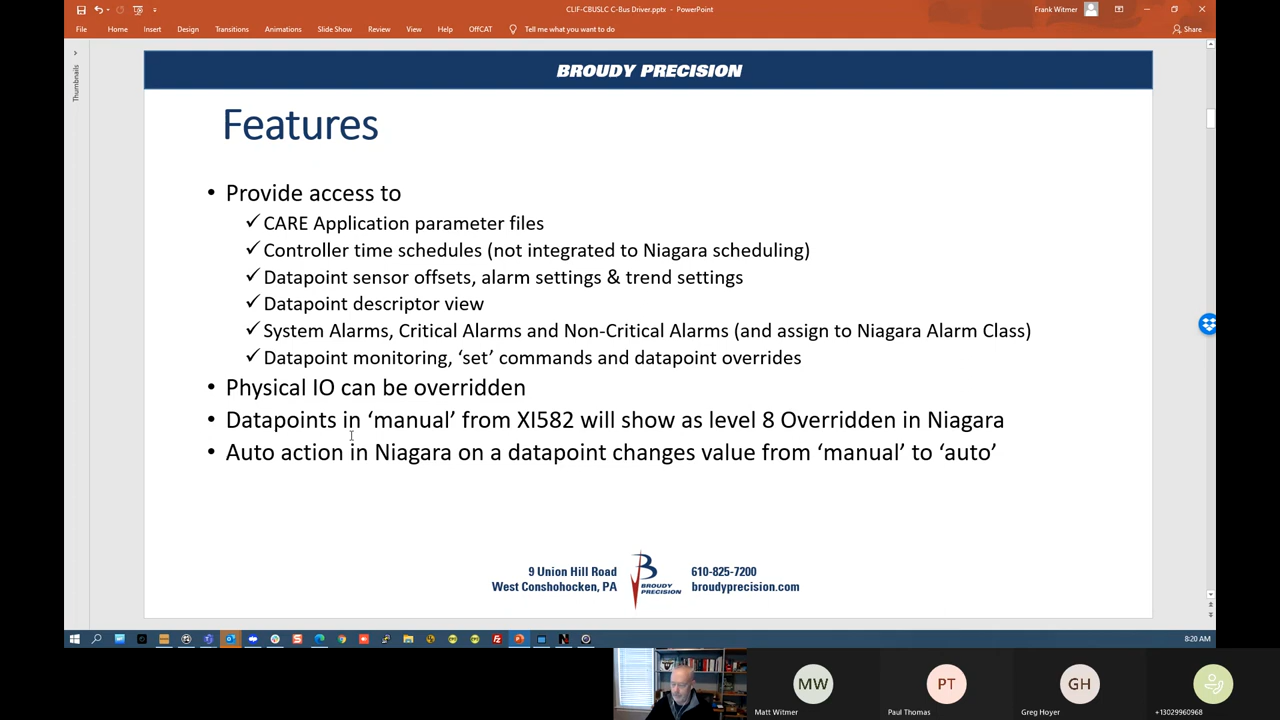 CLIF-CBUSLC C-Bus Driver.pptx - PowerPoint
Frank Witmer
File Home Insert Design Transitions Animations Slide Show Review View Help OffCAT Tell me what you want to do
Share
Thumbnails
BROUDY PRECISION
Features
• Provide access to
✓ CARE Application parameter files
✓ Controller time schedules (not integrated to Niagara scheduling)
✓ Datapoint sensor offsets, alarm settings & trend settings
✓ Datapoint descriptor view
✓ System Alarms, Critical Alarms and Non-Critical Alarms (and assign to Niagara Alarm Class)
✓ Datapoint monitoring, ‘set’ commands and datapoint overrides
• Physical IO can be overridden
• Datapoints in ‘manual’ from XI582 will show as level 8 Overridden in Niagara
• Auto action in Niagara on a datapoint changes value from ‘manual’ to ‘auto’
9 Union Hill Road
West Conshohocken, PA
B
BROUDY
PRECISION
610-825-7200
broudyprecision.com
8:20 AM
MW
PT
GH
Matt Witmer
Paul Thomas
Greg Hoyer
+13029960968